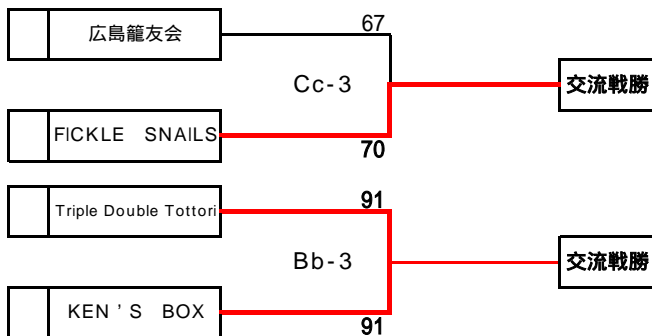 広島籠友会
67
Cc-3
交流戦勝
FICKLE SNAILS
70
Triple Double Tottori
91
Bb-3
交流戦勝
KEN'S BOX
91